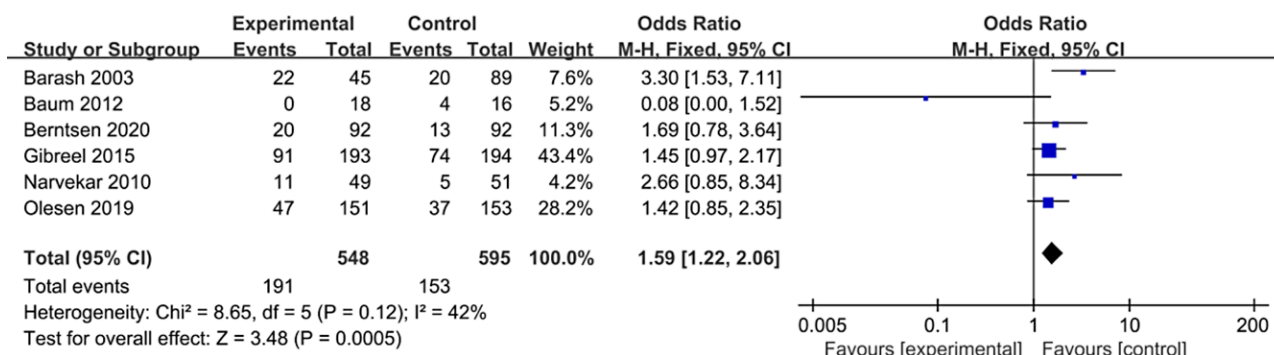 Experimental Control Odds Ratio Odds Ratio
Study or Subgroup Events Total Events Total Weight M-H, Fixed, 95% CI M-H, Fixed, 95% CI
Barash 2003 22 45 20 89 7.6% 3.30 [1.53, 7.11]
Baum 2012 0 18 4 16 5.2% 0.08 [0.00, 1.52]
Berntsen 2020 20 92 13 92 11.3% 1.69 [0.78, 3.64]
Gibreel 2015 91 193 74 194 43.4% 1.45 [0.97, 2.17]
Narvekar 2010 11 49 5 51 4.2% 2.66 [0.85, 8.34]
Olesen 2019 47 151 37 153 28.2% 1.42 [0.85, 2.35]
Total (95% CI) 548 595 100.0% 1.59 [1.22, 2.06]
Total events 191 153
Heterogeneity: Chi² = 8.65, df = 5 (P = 0.12); I² = 42%
Test for overall effect: Z = 3.48 (P = 0.0005)
0.005 0.1 1 10 200
Favours [experimental] Favours [control]